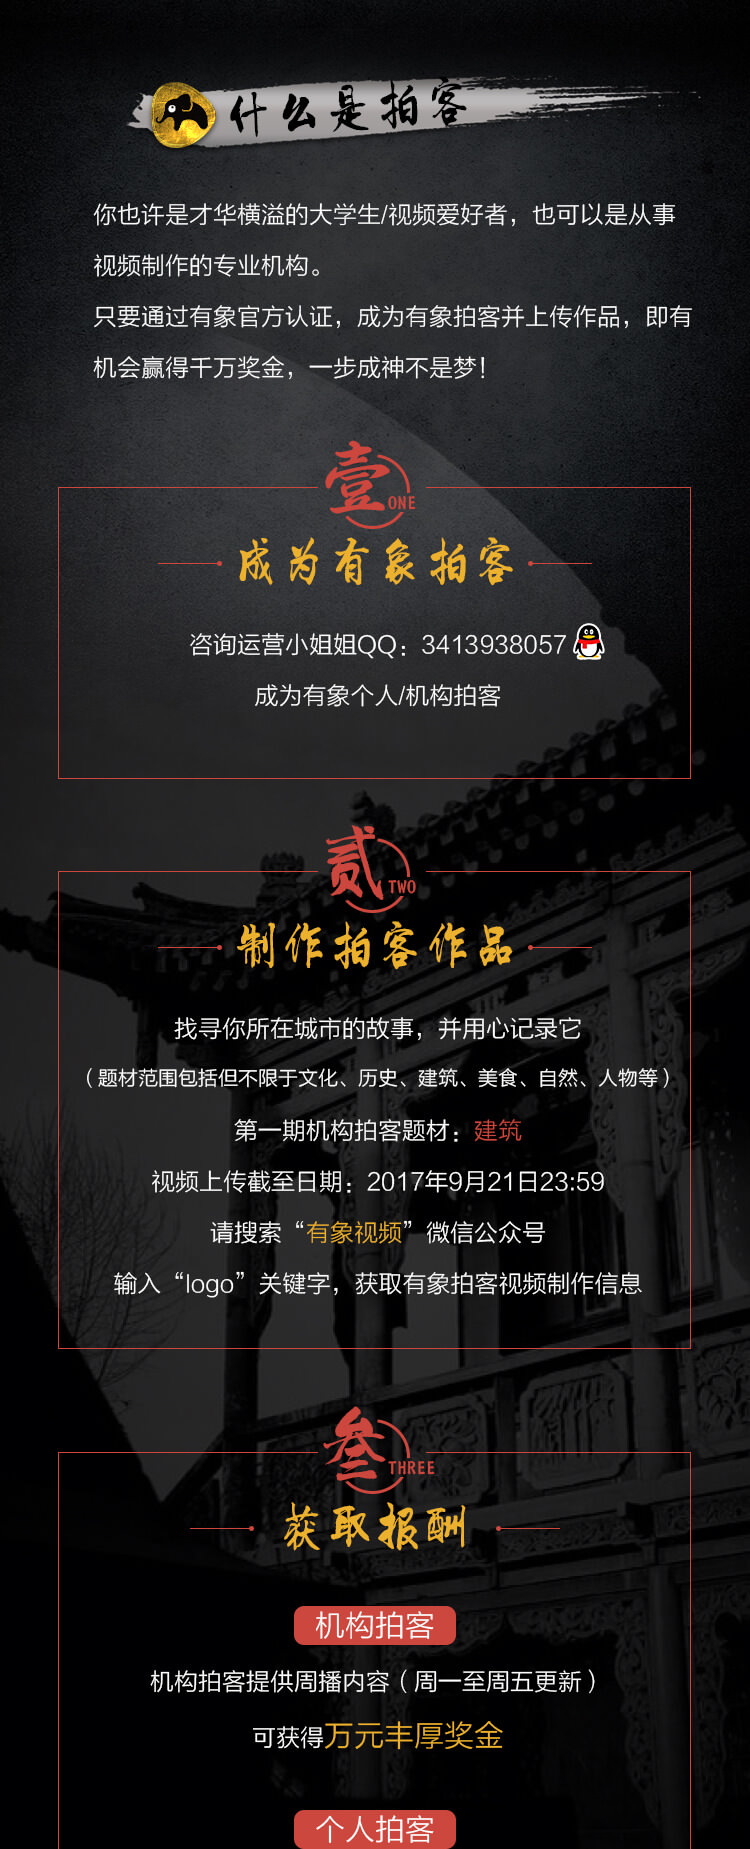 什么是拍客
你也许是才华横溢的大学生/视频爱好者，也可以是从事
视频制作的专业机构。
只要通过有象官方认证，成为有象拍客并上传作品，即有
机会赢得千万奖金，一步成神不是梦！
壹
ONE
成为有象拍客
咨询运营小姐姐QQ：3413938057
成为有象个人/机构拍客
贰
TWO
制作拍客作品
找寻你所在城市的故事，并用心记录它
（题材范围包括但不限于文化、历史、建筑、美食、自然、人物等）
第一期机构拍客题材：建筑
视频上传截至日期：2017年9月21日23:59
请搜索“有象视频”微信公众号
输入“logo”关键字，获取有象拍客视频制作信息
叁
THREE
获取报酬
机构拍客
机构拍客提供周播内容（周一至周五更新）
可获得万元丰厚奖金
个人拍客